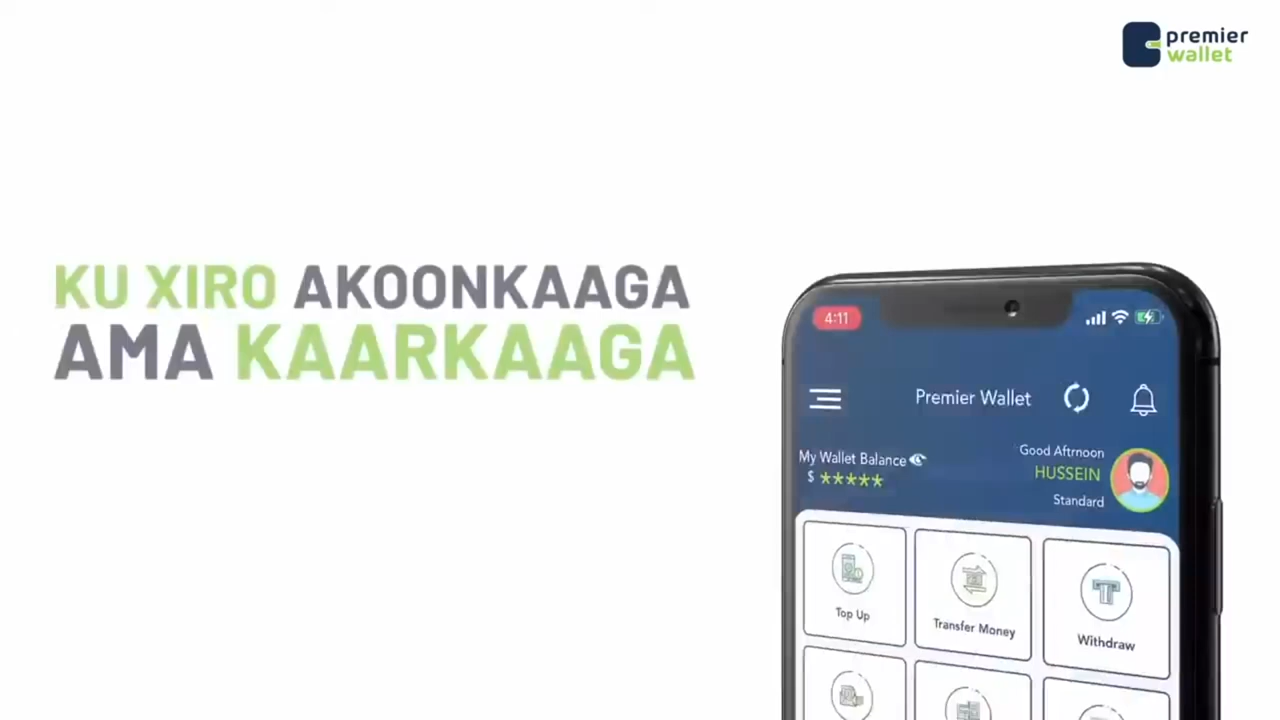 premier
wallet
KU XIRO AKOONKAAGA
AMA KAARKAAGA
4:11
Premier Wallet
My Wallet Balance
$ *****
Good Aftrnoon
HUSSEIN
Standard
Top Up
Transfer Money
Withdraw